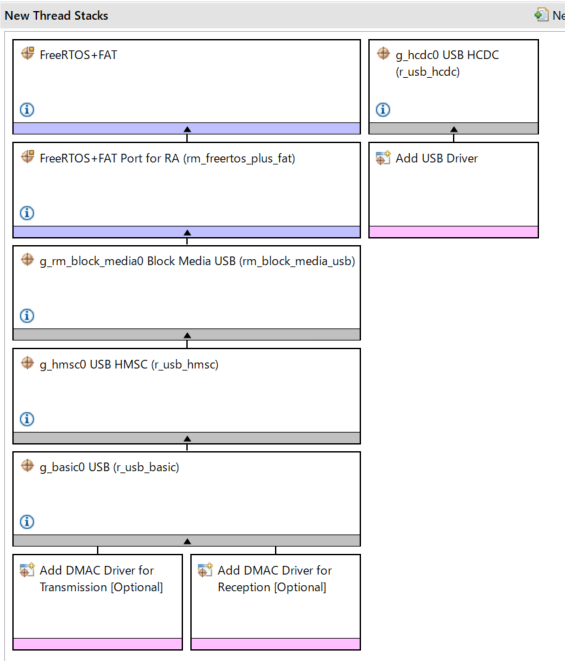 New Thread Stacks
Ne
FreeRTOS+FAT
g_hcdc0 USB HCDC
(r_usb_hcdc)
FreeRTOS+FAT Port for RA (rm_freertos_plus_fat)
Add USB Driver
g_rm_block_media0 Block Media USB (rm_block_media_usb)
g_hmsc0 USB HMSC (r_usb_hmsc)
g_basic0 USB (r_usb_basic)
Add DMAC Driver for
Transmission [Optional]
Add DMAC Driver for
Reception [Optional]